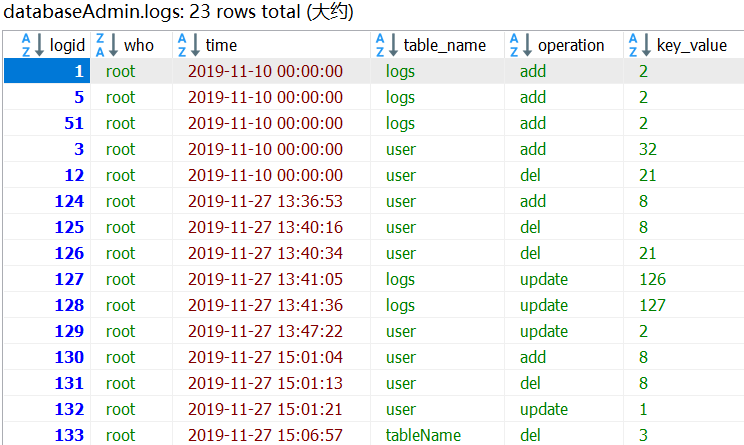 databaseAdmin.logs: 23 rows total (大约)
logid who time table_name operation key_value
1 root 2019-11-10 00:00:00 logs add 2
5 root 2019-11-10 00:00:00 logs add 2
51 root 2019-11-10 00:00:00 logs add 2
3 root 2019-11-10 00:00:00 user add 32
12 root 2019-11-10 00:00:00 user del 21
124 root 2019-11-27 13:36:53 user add 8
125 root 2019-11-27 13:40:16 user del 8
126 root 2019-11-27 13:40:34 user del 21
127 root 2019-11-27 13:41:05 logs update 126
128 root 2019-11-27 13:41:36 logs update 127
129 root 2019-11-27 13:47:22 user update 2
130 root 2019-11-27 15:01:04 user add 8
131 root 2019-11-27 15:01:13 user del 8
132 root 2019-11-27 15:01:21 user update 1
133 root 2019-11-27 15:06:57 tableName del 3